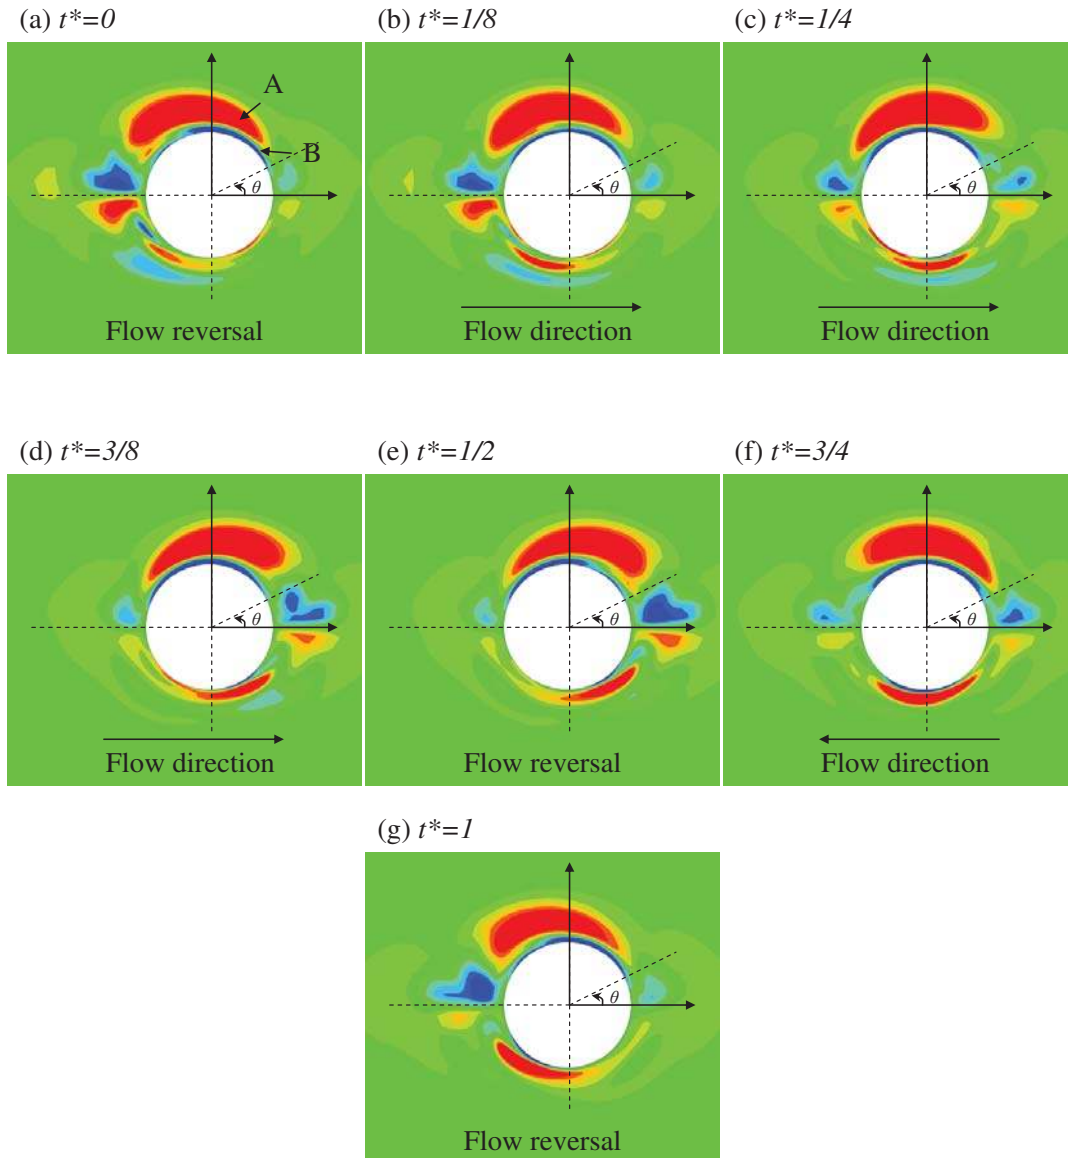 (a) t*=0
(b) t*=1/8
(c) t*=1/4
A
B
θ
θ
θ
Flow reversal
Flow direction
Flow direction
(d) t*=3/8
(e) t*=1/2
(f) t*=3/4
θ
θ
θ
Flow direction
Flow reversal
Flow direction
(g) t*=1
θ
Flow reversal